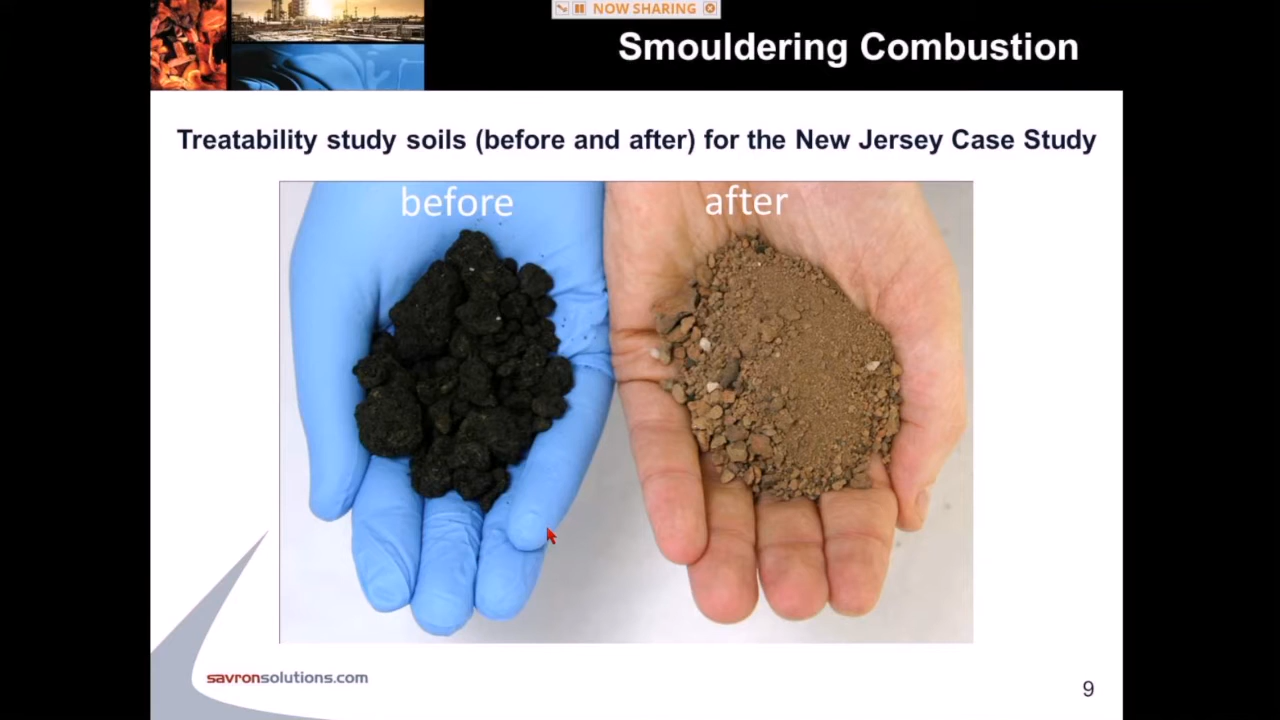 NOW SHARING
Smouldering Combustion
Treatability study soils (before and after) for the New Jersey Case Study
before after
savronsolutions.com
9